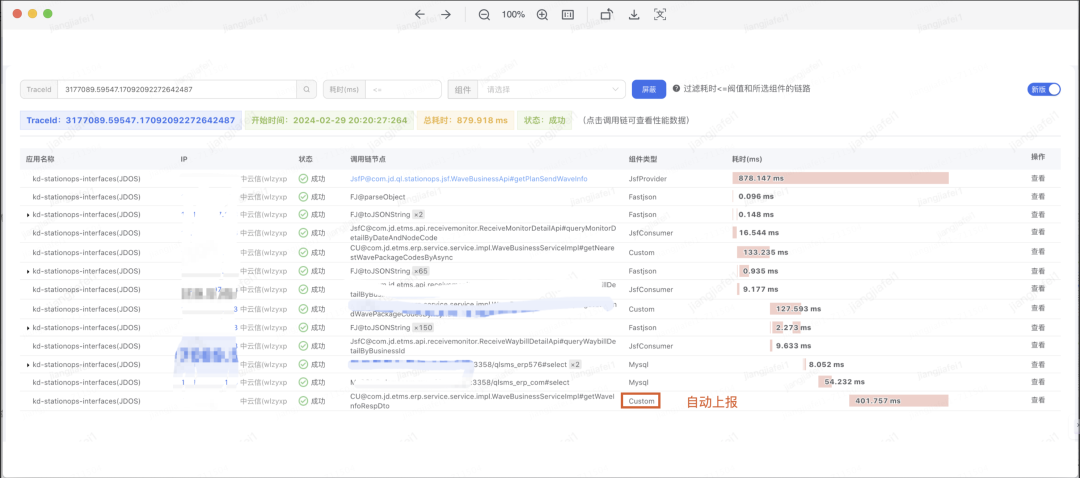 100%
TraceId 3177089.59547.17092092272642487 耗时(ms) <= 组件 请选择 屏蔽 过滤耗时<=阈值和所选组件的链路 新版
TraceId: 3177089.59547.17092092272642487 开始时间: 2024-02-29 20:20:27:264 总耗时: 879.918 ms 状态: 成功 (点击调用链可查看性能数据)
应用名称 IP 状态 调用链节点 组件类型 耗时(ms) 操作
kd-stationops-interfaces(JDOS) 中云信(wlzyxp 成功 JsfP@com.jd.ql.stationops.jsf.WaveBusinessApi#getPlanSendWaveInfo JsfProvider 878.147 ms 查看
kd-stationops-interfaces(JDOS) 中云信(wlzyxp 成功 FJ@parseObject Fastjson 0.096 ms 查看
kd-stationops-interfaces(JDOS) 中云信(wlzyxp 成功 FJ@toJSONString ×2 Fastjson 0.148 ms 查看
kd-stationops-interfaces(JDOS) 中云信(wlzyxp 成功 JsfC@com.jd.etms.api.receivemonitor.ReceiveMonitorDetailApi#queryMonitorD
etailByDateAndNodeCode JsfConsumer 16.544 ms 查看
kd-stationops-interfaces(JDOS) 中云信(wlzyxp 成功 CU@com.jd.etms.erp.service.service.impl.WaveBusinessServiceImpl#getNeare
stWavePackageCodesByAsync Custom 133.235 ms 查看
kd-stationops-interfaces(JDOS) 中云信(wlzyxp 成功 FJ@toJSONString ×65 Fastjson 0.935 ms 查看
kd-stationops-interfaces(JDOS) 中云信(wlzyxp 成功 JsfConsumer 9.177 ms 查看
kd-stationops-interfaces(JDOS) 中云信(wlzyxp 成功 Custom 127.593 ms 查看
kd-stationops-interfaces(JDOS) 中云信(wlzyxp 成功 FJ@toJSONString ×150 Fastjson 2.273 ms 查看
kd-stationops-interfaces(JDOS) 中云信(wlzyxp 成功 JsfC@com.jd.etms.api.receivemonitor.ReceiveWaybillDetailApi#queryWaybillDe
tailByBusinessId JsfConsumer 9.633 ms 查看
kd-stationops-interfaces(JDOS) 中云信(wlzyxp 成功 :3358/qlsms_erp576#select ×2 Mysql 8.052 ms 查看
kd-stationops-interfaces(JDOS) 中云信(wlzyxp 成功 :3358/qlsms_erp_com#select Mysql 54.232 ms 查看
kd-stationops-interfaces(JDOS) 中云信(wlzyxp 成功 CU@com.jd.etms.erp.service.service.impl.WaveBusinessServiceImpl#getWaveI
nfoRespDto Custom 自动上报 401.757 ms 查看